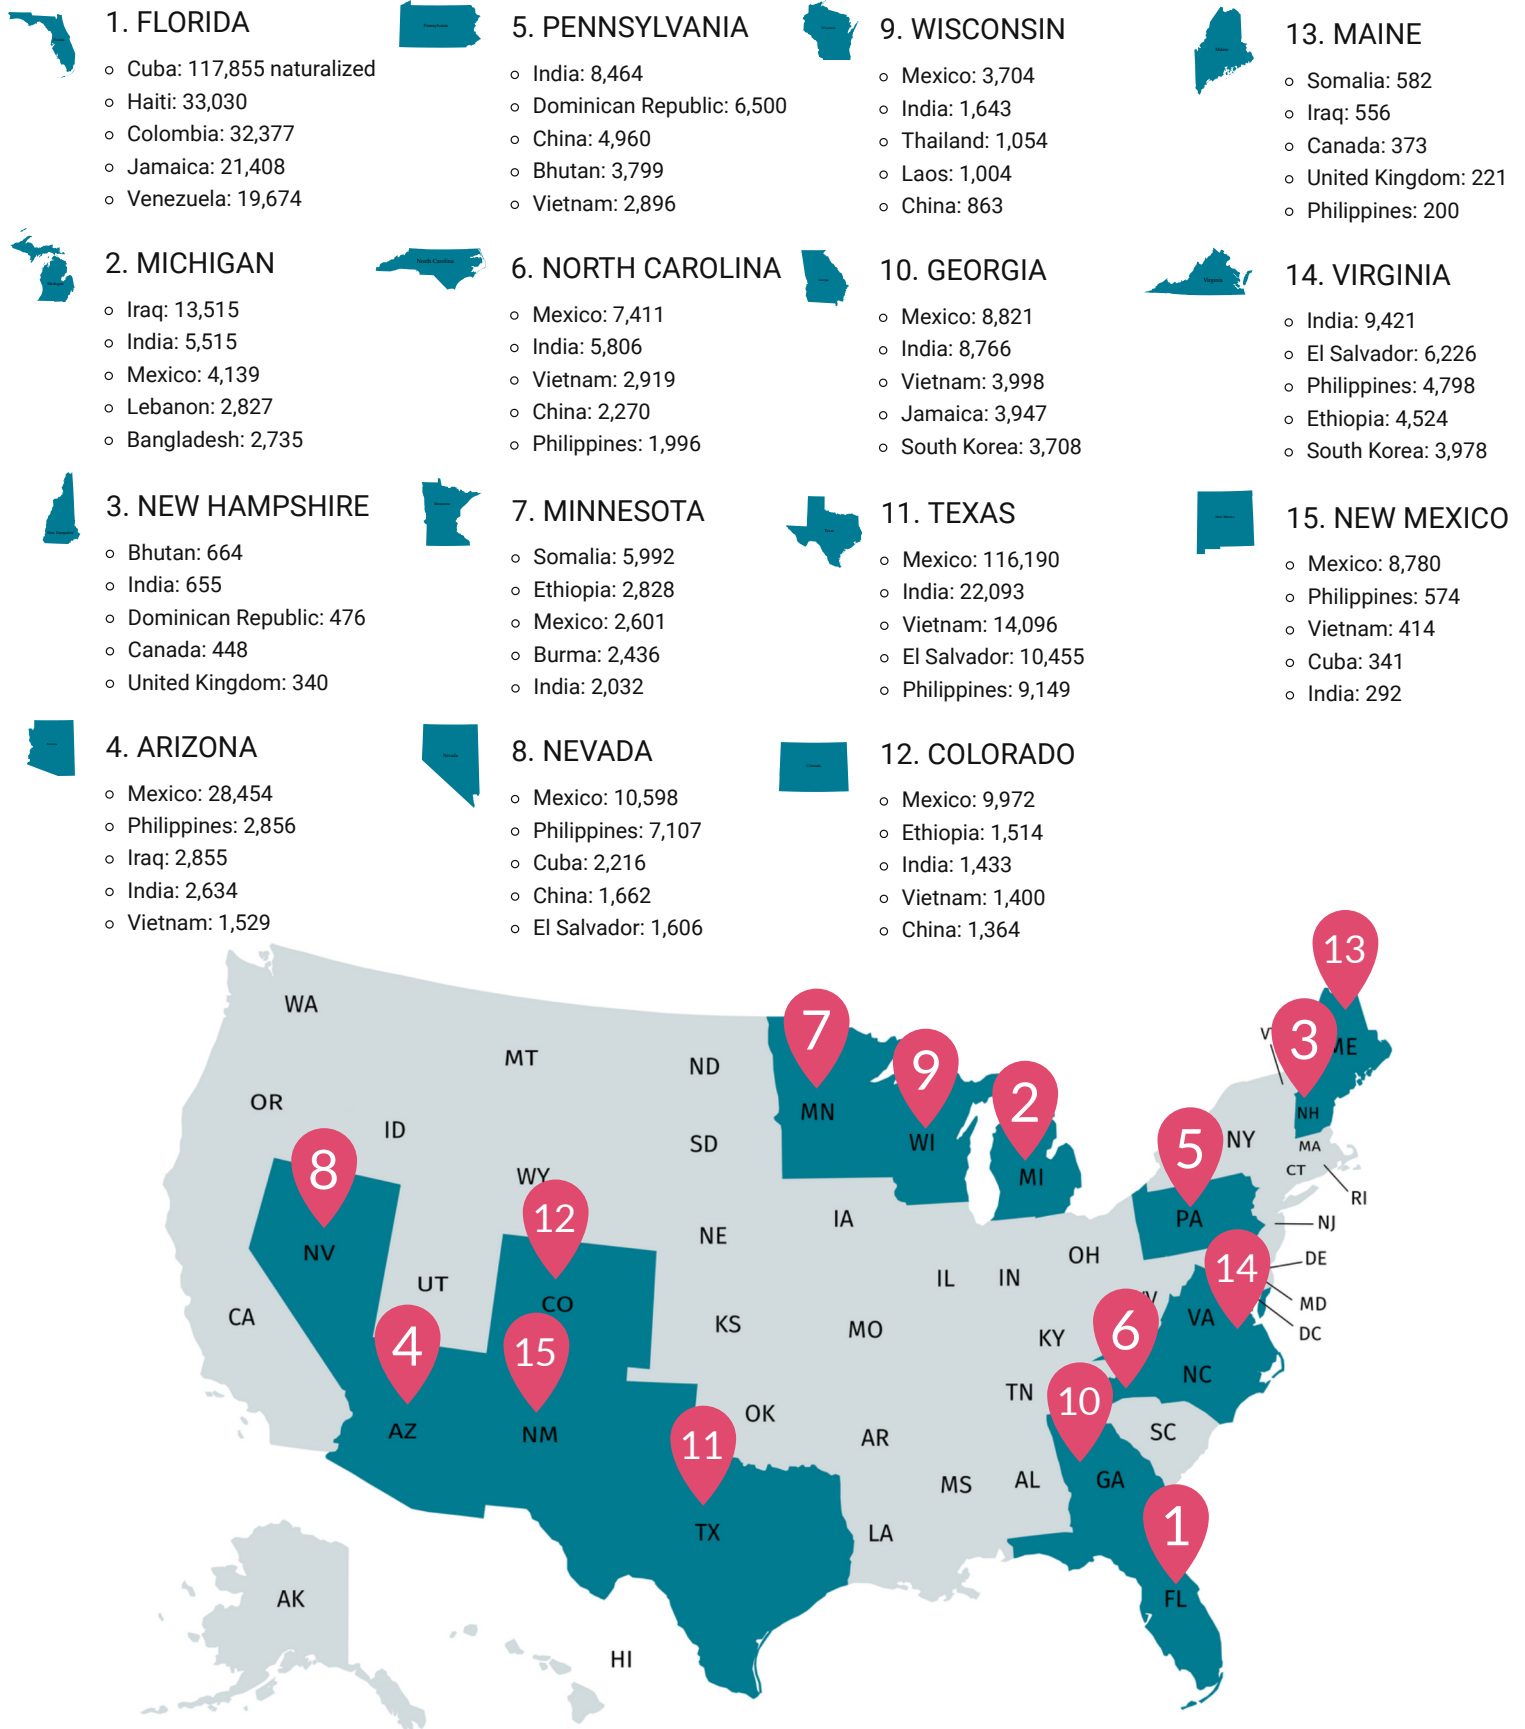 1. FLORIDA
Cuba: 117,855 naturalized
Haiti: 33,030
Colombia: 32,377
Jamaica: 21,408
Venezuela: 19,674
2. MICHIGAN
Iraq: 13,515
India: 5,515
Mexico: 4,139
Lebanon: 2,827
Bangladesh: 2,735
3. NEW HAMPSHIRE
Bhutan: 664
India: 655
Dominican Republic: 476
Canada: 448
United Kingdom: 340
4. ARIZONA
Mexico: 28,454
Philippines: 2,856
Iraq: 2,855
India: 2,634
Vietnam: 1,529
5. PENNSYLVANIA
India: 8,464
Dominican Republic: 6,500
China: 4,960
Bhutan: 3,799
Vietnam: 2,896
North Carolina
6. NORTH CAROLINA
Mexico: 7,411
India: 5,806
Vietnam: 2,919
China: 2,270
Philippines: 1,996
7. MINNESOTA
Somalia: 5,992
Ethiopia: 2,828
Mexico: 2,601
Burma: 2,436
India: 2,032
Nevada
8. NEVADA
Mexico: 10,598
Philippines: 7,107
Cuba: 2,216
China: 1,662
El Salvador: 1,606
9. WISCONSIN
Mexico: 3,704
India: 1,643
Thailand: 1,054
Laos: 1,004
China: 863
10. GEORGIA
Mexico: 8,821
India: 8,766
Vietnam: 3,998
Jamaica: 3,947
South Korea: 3,708
Texas
11. TEXAS
Mexico: 116,190
India: 22,093
Vietnam: 14,096
El Salvador: 10,455
Philippines: 9,149
12. COLORADO
Mexico: 9,972
Ethiopia: 1,514
India: 1,433
Vietnam: 1,400
China: 1,364
13. MAINE
Somalia: 582
Iraq: 556
Canada: 373
United Kingdom: 221
Philippines: 200
Virginia
14. VIRGINIA
India: 9,421
El Salvador: 6,226
Philippines: 4,798
Ethiopia: 4,524
South Korea: 3,978
15. NEW MEXICO
Mexico: 8,780
Philippines: 574
Vietnam: 414
Cuba: 341
India: 292
13
WA
7
3
ME
MT
ND
9
OR
2
MN
NH
ID
SD
WI
5
NY
MA
8
WY
MI
CT
RI
12
IA
PA
NJ
NV
NE
OH
DE
14
UT
IL
IN
CO
MD
CA
KS
MO
KY
6
VA
DC
4
15
NC
TN
10
OK
AZ
NM
11
AR
SC
MS
AL
GA
1
TX
LA
AK
FL
HI